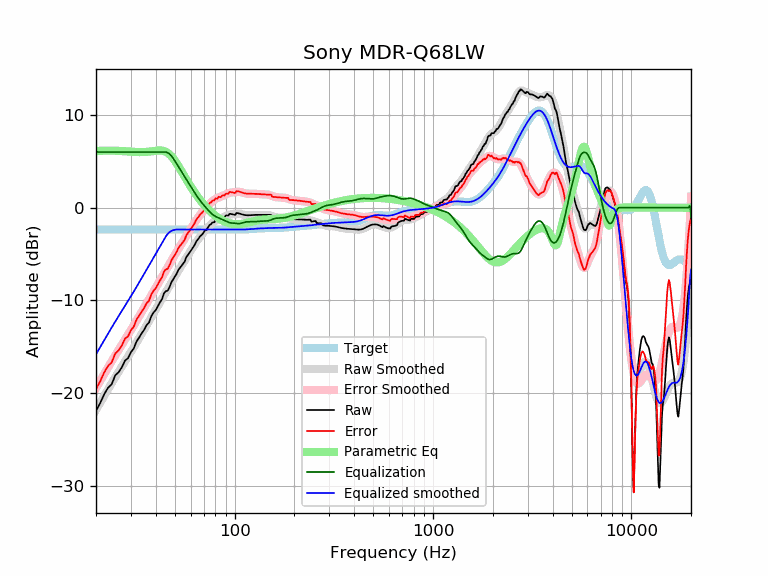 Sony MDR-Q68LW
Amplitude (dBr)
10
0
−10
−20
−30
Target
Raw Smoothed
Error Smoothed
Raw
Error
Parametric Eq
Equalization
Equalized smoothed
100
1000
10000
Frequency (Hz)